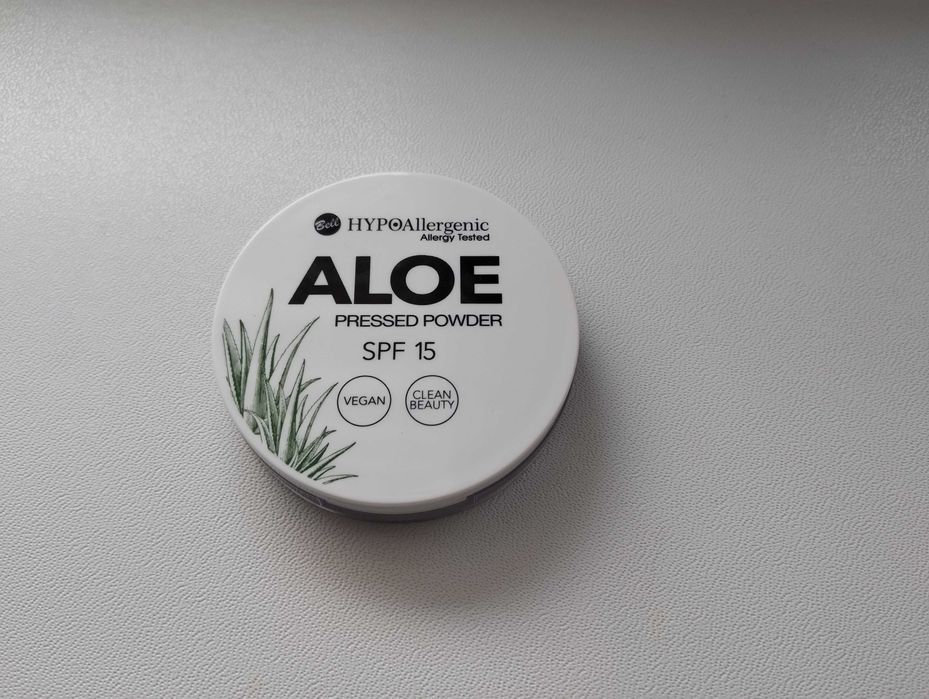 Bell HYPOAllergenic
Allergy Tested
ALOE
PRESSED POWDER
SPF 15
VEGAN
CLEAN
BEAUTY